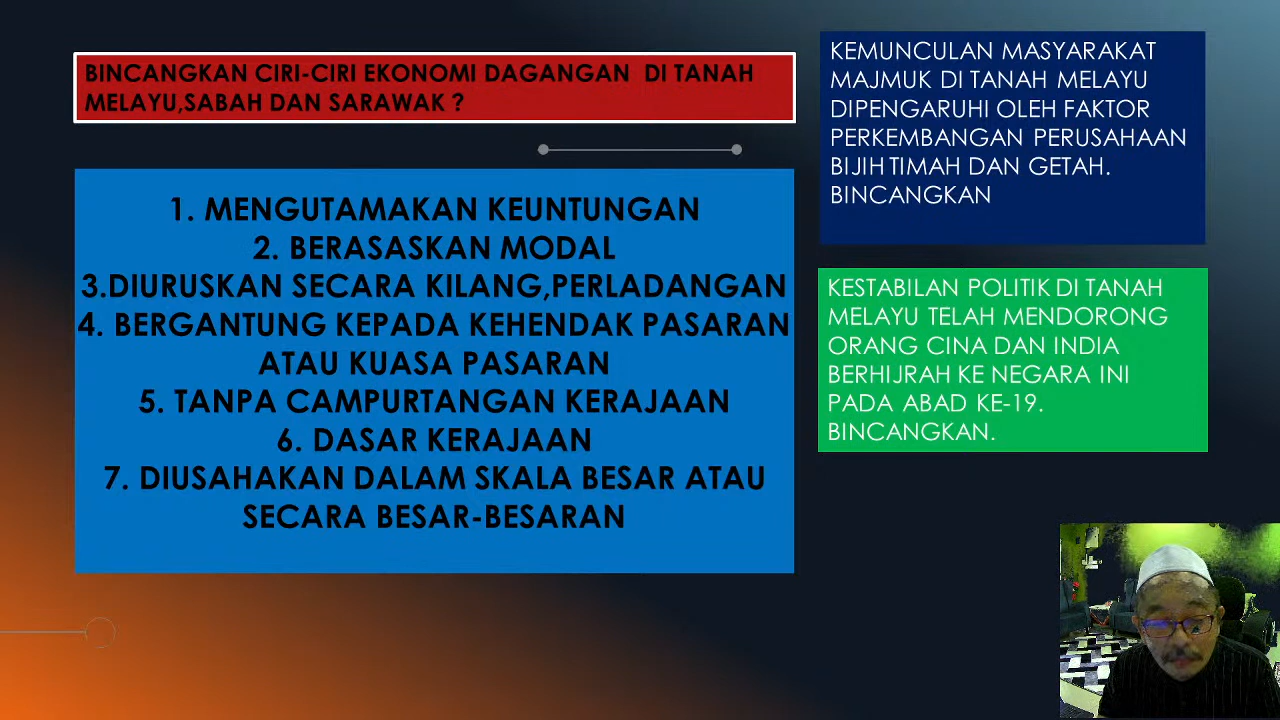 BINCANGKAN CIRI-CIRI EKONOMI DAGANGAN DI TANAH
MELAYU,SABAH DAN SARAWAK ?
1. MENGUTAMAKAN KEUNTUNGAN
2. BERASASKAN MODAL
3.DIURUSKAN SECARA KILANG,PERLADANGAN
4. BERGANTUNG KEPADA KEHENDAK PASARAN
ATAU KUASA PASARAN
5. TANPA CAMPURTANGAN KERAJAAN
6. DASAR KERAJAAN
7. DIUSAHAKAN DALAM SKALA BESAR ATAU
SECARA BESAR-BESARAN
KEMUNCULAN MASYARAKAT
MAJMUK DI TANAH MELAYU
DIPENGARUHI OLEH FAKTOR
PERKEMBANGAN PERUSAHAAN
BIJIH TIMAH DAN GETAH.
BINCANGKAN
KESTABILAN POLITIK DI TANAH
MELAYU TELAH MENDORONG
ORANG CINA DAN INDIA
BERHIJRAH KE NEGARA INI
PADA ABAD KE-19.
BINCANGKAN.